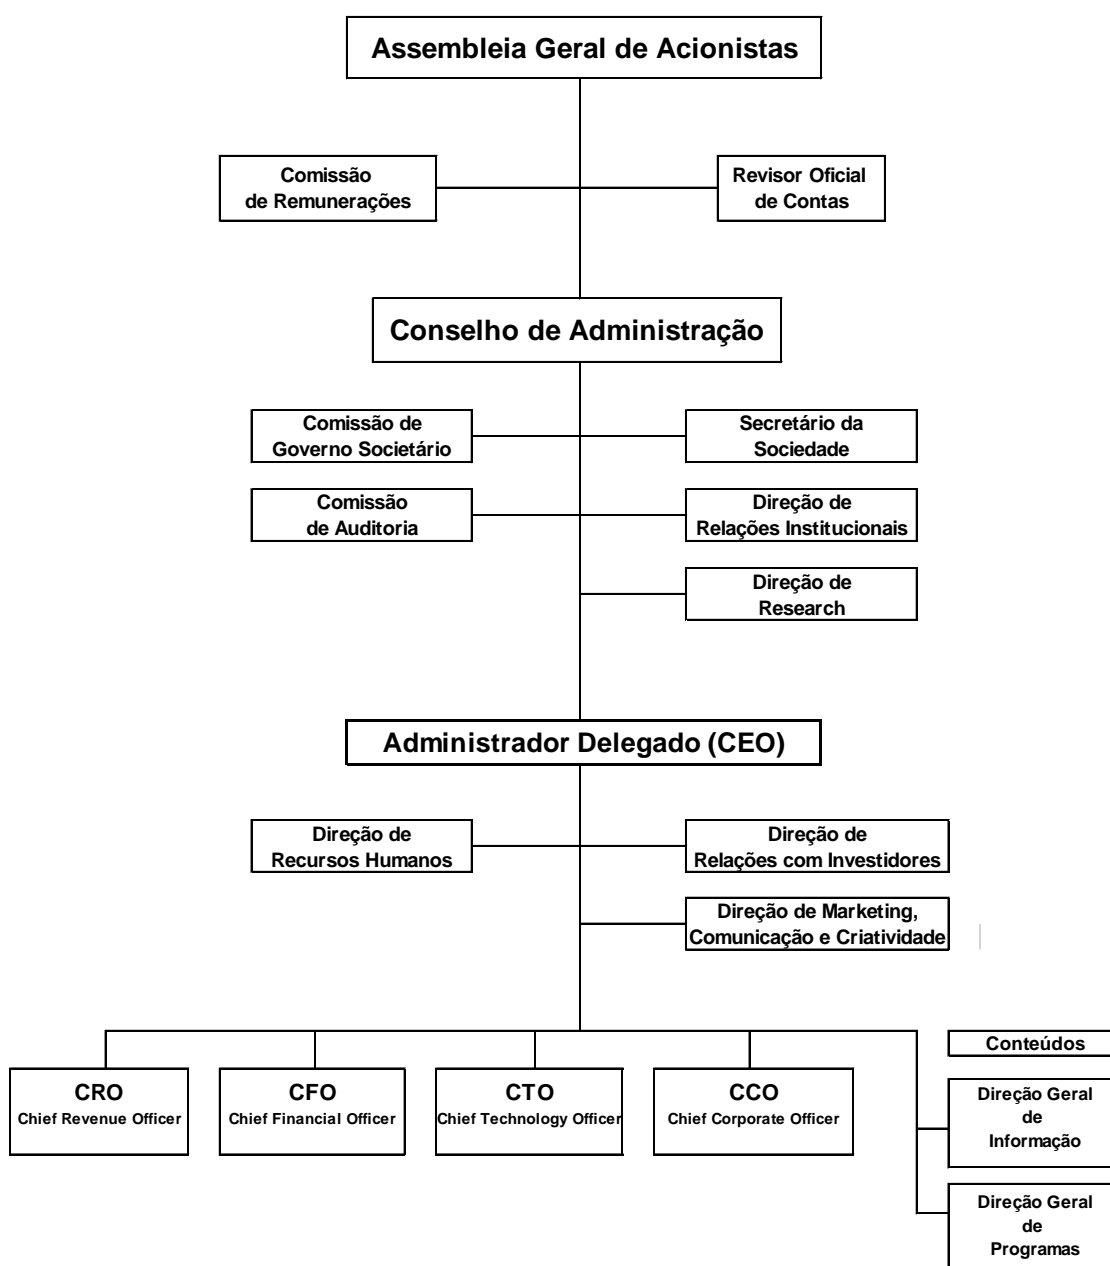 Assembleia Geral de Acionistas
Comissão
de Remunerações
Revisor Oficial
de Contas
Conselho de Administração
Comissão de
Governo Societário
Secretário da
Sociedade
Comissão
de Auditoria
Direção de
Relações Institucionais
Direção de
Research
Administrador Delegado (CEO)
Direção de
Recursos Humanos
Direção de
Relações com Investidores
Direção de Marketing,
Comunicação e Criatividade
CRO
Chief Revenue Officer
CFO
Chief Financial Officer
CTO
Chief Technology Officer
CCO
Chief Corporate Officer
Conteúdos
Direção Geral
de
Informação
Direção Geral
de
Programas